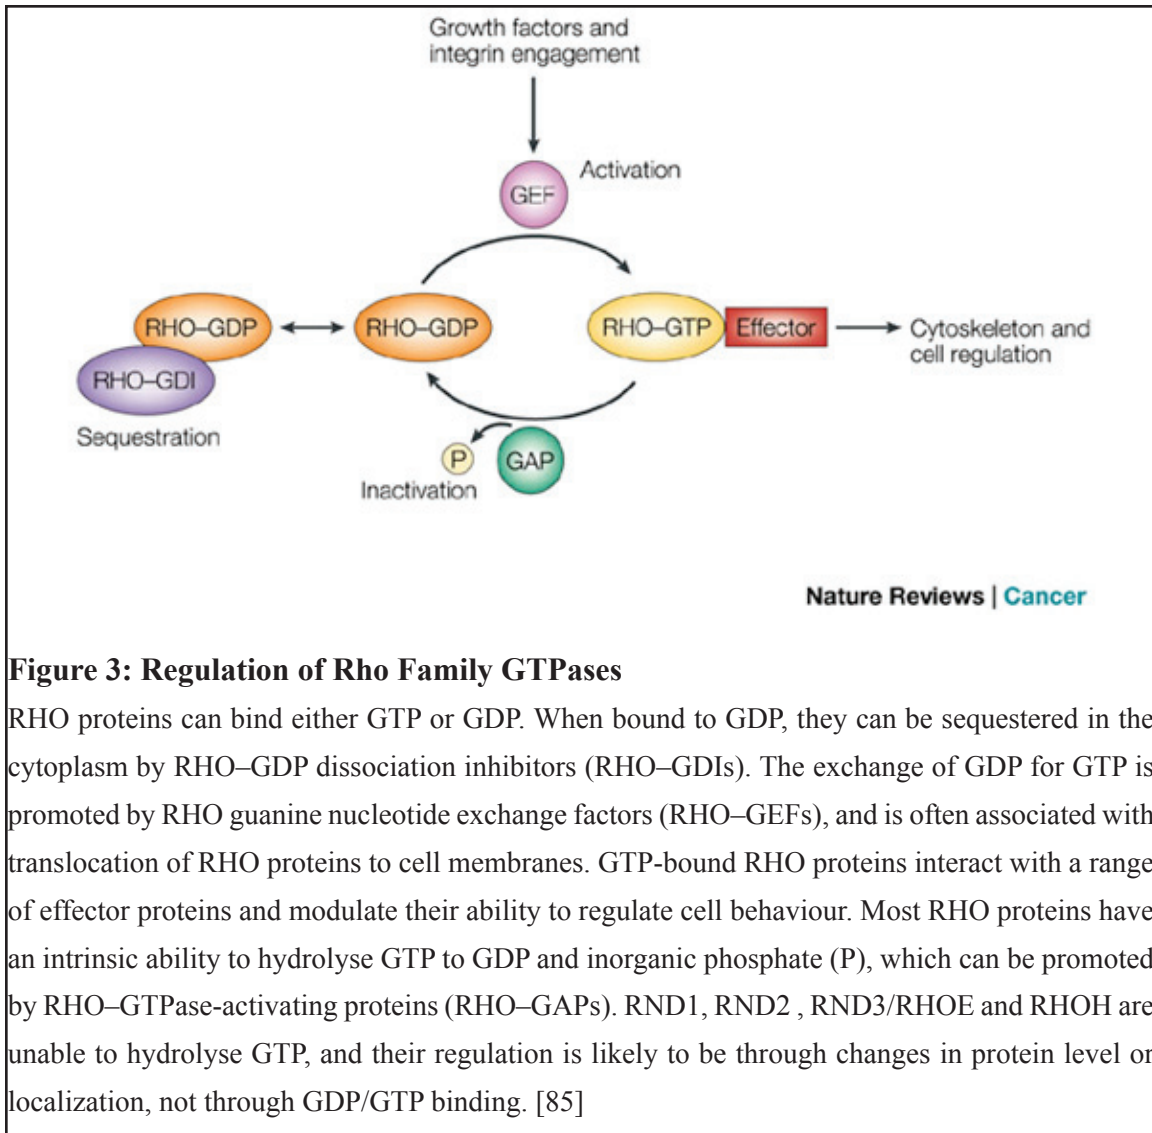 Growth factors and
integrin engagement
GEF
Activation
RHO–GDP
RHO–GDP
RHO–GTP
Effector
Cytoskeleton and
cell regulation
RHO–GDI
Sequestration
P
GAP
Inactivation
Nature Reviews | Cancer
Figure 3: Regulation of Rho Family GTPases
RHO proteins can bind either GTP or GDP. When bound to GDP, they can be sequestered in the
cytoplasm by RHO–GDP dissociation inhibitors (RHO–GDIs). The exchange of GDP for GTP is
promoted by RHO guanine nucleotide exchange factors (RHO–GEFs), and is often associated with
translocation of RHO proteins to cell membranes. GTP-bound RHO proteins interact with a range
of effector proteins and modulate their ability to regulate cell behaviour. Most RHO proteins have
an intrinsic ability to hydrolyse GTP to GDP and inorganic phosphate (P), which can be promoted
by RHO–GTPase-activating proteins (RHO–GAPs). RND1, RND2 , RND3/RHOE and RHOH are
unable to hydrolyse GTP, and their regulation is likely to be through changes in protein level or
localization, not through GDP/GTP binding. [85]